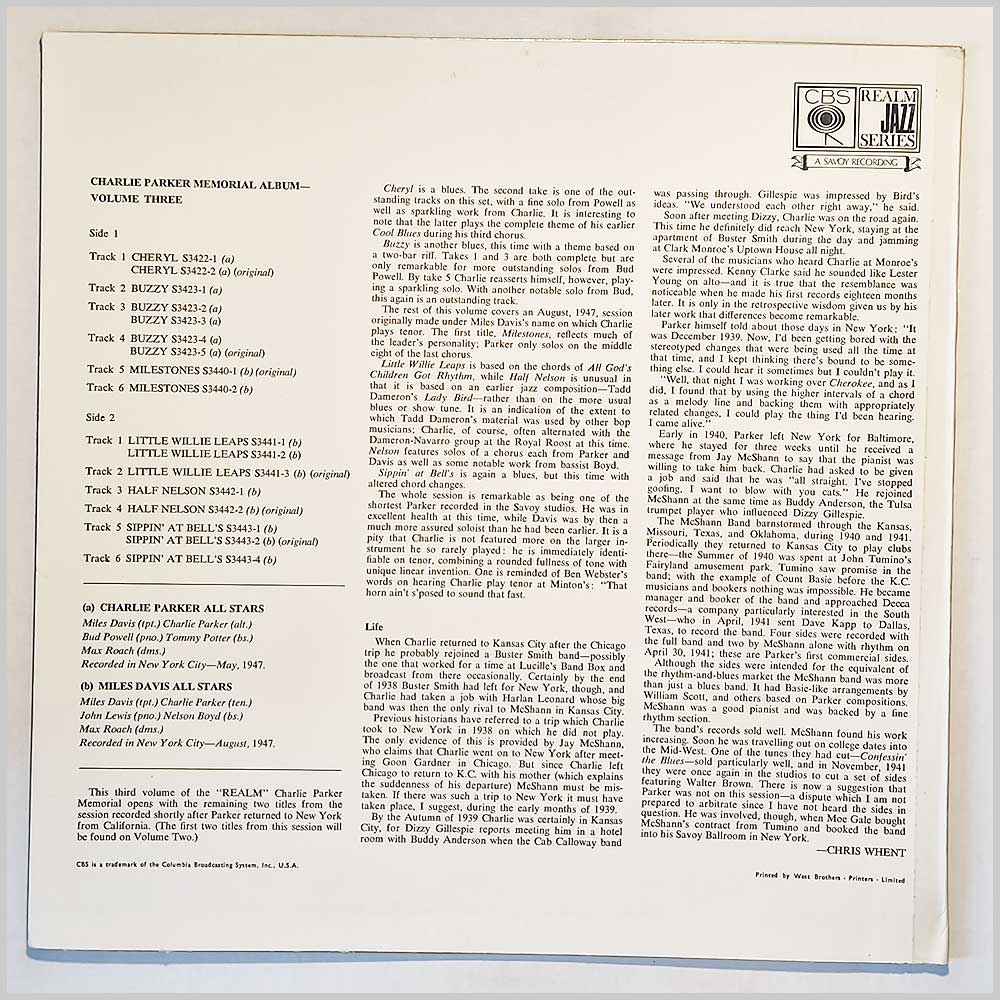 CBS
REALM
JAZZ
SERIES
A SAVOY RECORDING
CHARLIE PARKER MEMORIAL ALBUM—
VOLUME THREE
Side 1
Track 1 CHERYL S3422-1 (a)
CHERYL S3422-2 (a) (original)
Track 2 BUZZY S3423-1 (a)
Track 3 BUZZY S3423-2 (a)
BUZZY S3423-3 (a)
Track 4 BUZZY S3423-4 (a)
BUZZY S3423-5 (a) (original)
Track 5 MILESTONES S3440-1 (b) (original)
Track 6 MILESTONES S3440-2 (b)
Side 2
Track 1 LITTLE WILLIE LEAPS S3441-1 (b)
LITTLE WILLIE LEAPS S3441-2 (b)
Track 2 LITTLE WILLIE LEAPS S3441-3 (b) (original)
Track 3 HALF NELSON S3442-1 (b)
Track 4 HALF NELSON S3442-2 (b) (original)
Track 5 SIPPIN' AT BELL'S S3443-1 (b)
SIPPIN' AT BELL'S S3443-2 (b) (original)
Track 6 SIPPIN' AT BELL'S S3443-4 (b)
(a) CHARLIE PARKER ALL STARS
Miles Davis (tpt.) Charlie Parker (alt.)
Bud Powell (pno.) Tommy Potter (bs.)
Max Roach (dms.)
Recorded in New York City—May, 1947.
(b) MILES DAVIS ALL STARS
Miles Davis (tpt.) Charlie Parker (ten.)
John Lewis (pno.) Nelson Boyd (bs.)
Max Roach (dms.)
Recorded in New York City—August, 1947.
This third volume of the "REALM" Charlie Parker
Memorial opens with the remaining two titles from the
session recorded shortly after Parker returned to New York
from California. (The first two titles from this session will
be found on Volume Two.)
CBS is a trademark of the Columbia Broadcasting System, Inc., U.S.A.
Cheryl is a blues. The second take is one of the out-
standing tracks on this set, with a fine solo from Powell as
well as sparkling work from Charlie. It is interesting to
note that the latter plays the complete theme of his earlier
Cool Blues during his third chorus.
Buzzy is another blues, this time with a theme based on
a two-bar riff. Takes 1 and 3 are both complete but are
only remarkable for more outstanding solos from Bud
Powell. By take 5 Charlie reasserts himself, however, play-
ing a sparkling solo. With another notable solo from Bud,
this again is an outstanding track.
The rest of this volume covers an August, 1947, session
originally made under Miles Davis's name on which Charlie
plays tenor. The first title, Milestones, reflects much of
the leader's personality; Parker only solos on the middle
eight of the last chorus.
Little Willie Leaps is based on the chords of All God's
Children Got Rhythm, while Half Nelson is unusual in
that it is based on an earlier jazz composition—Tadd
Dameron's Lady Bird—rather than on the more usual
blues or show tune. It is an indication of the extent to
which Tadd Dameron's material was used by other bop
musicians; Charlie, of course, often alternated with the
Dameron-Navarro group at the Royal Roost at this time.
Nelson features solos of a chorus each from Parker and
Davis as well as some notable work from bassist Boyd.
Sippin' at Bell's is again a blues, but this time with
altered chord changes.
The whole session is remarkable as being one of the
shortest Parker recorded in the Savoy studios. He was in
excellent health at this time, while Davis was by then a
much more assured soloist than he had been earlier. It is a
pity that Charlie is not featured more on the larger in-
strument he so rarely played: he is immediately identi-
fiable on tenor, combining a rounded fullness of tone with
unique linear invention. One is reminded of Ben Webster's
words on hearing Charlie play tenor at Minton's: "That
horn ain't s'posed to sound that fast.
Life
When Charlie returned to Kansas City after the Chicago
trip he probably rejoined a Buster Smith band—possibly
the one that worked for a time at Lucille's Band Box and
broadcast from there occasionally. Certainly by the end
of 1938 Buster Smith had left for New York, though, and
Charlie had taken a job with Harlan Leonard whose big
band was then the only rival to McShann in Kansas City.
Previous historians have referred to a trip which Charlie
took to New York in 1938 on which he did not play.
The only evidence of this is provided by Jay McShann,
who claims that Charlie went on to New York after meet-
ing Goon Gardner in Chicago. But since Charlie left
Chicago to return to K.C. with his mother (which explains
the suddenness of his departure) McShann must be mis-
taken. If there was such a trip to New York it must have
taken place, I suggest, during the early months of 1939.
By the Autumn of 1939 Charlie was certainly in Kansas
City, for Dizzy Gillespie reports meeting him in a hotel
room with Buddy Anderson when the Cab Calloway band
was passing through. Gillespie was impressed by Bird's
ideas. "We understood each other right away," he said.
Soon after meeting Dizzy, Charlie was on the road again.
This time he definitely did reach New York, staying at the
apartment of Buster Smith during the day and jamming
at Clark Monroe's Uptown House all night.
Several of the musicians who heard Charlie at Monroe's
were impressed. Kenny Clarke said he sounded like Lester
Young on alto—and it is true that the resemblance was
noticeable when he made his first records eighteen months
later. It is only in the retrospective wisdom given us by his
later work that differences become remarkable.
Parker himself told about those days in New York: "It
was December 1939. Now, I'd been getting bored with the
stereotyped changes that were being used all the time at
that time, and I kept thinking there's bound to be some-
thing else. I could hear it sometimes but I couldn't play it.
"Well, that night I was working over Cherokee, and as I
did, I found that by using the higher intervals of a chord
as a melody line and backing them with appropriately
related changes, I could play the thing I'd been hearing.
I came alive."
Early in 1940, Parker left New York for Baltimore,
where he stayed for three weeks until he received a
message from Jay McShann to say that the pianist was
willing to take him back. Charlie had asked to be given
a job and said that he was "all straight. I've stopped
goofing, I want to blow with you cats." He rejoined
McShann at the same time as Buddy Anderson, the Tulsa
trumpet player who influenced Dizzy Gillespie.
The McShann Band barnstormed through the Kansas,
Missouri, Texas, and Oklahoma, during 1940 and 1941.
Periodically they returned to Kansas City to play clubs
there—the Summer of 1940 was spent at John Tumino's
Fairyland amusement park. Tumino saw promise in the
band; with the example of Count Basie before the K.C.
musicians and bookers nothing was impossible. He became
manager and booker of the band and approached Decca
records—a company particularly interested in the South
West—who in April, 1941 sent Dave Kapp to Dallas,
Texas, to record the band. Four sides were recorded with
the full band and two by McShann alone with rhythm on
April 30, 1941; these are Parker's first commercial sides.
Although the sides were intended for the equivalent of
the rhythm-and-blues market the McShann band was more
than just a blues band. It had Basie-like arrangements by
William Scott, and others based on Parker compositions.
McShann was a good pianist and was backed by a fine
rhythm section.
The band's records sold well. McShann found his work
increasing. Soon he was travelling out on college dates into
the Mid-West. One of the tunes they had cut—Confessin'
the Blues—sold particularly well, and in November, 1941
they were once again in the studios to cut a set of sides
featuring Walter Brown. There is now a suggestion that
Parker was not on this session—a dispute which I am not
prepared to arbitrate since I have not heard the sides in
question. He was involved, though, when Moe Gale bought
McShann's contract from Tumino and booked the band
into his Savoy Ballroom in New York.
—CHRIS WHENT
Printed by West Brothers - Printers - Limited